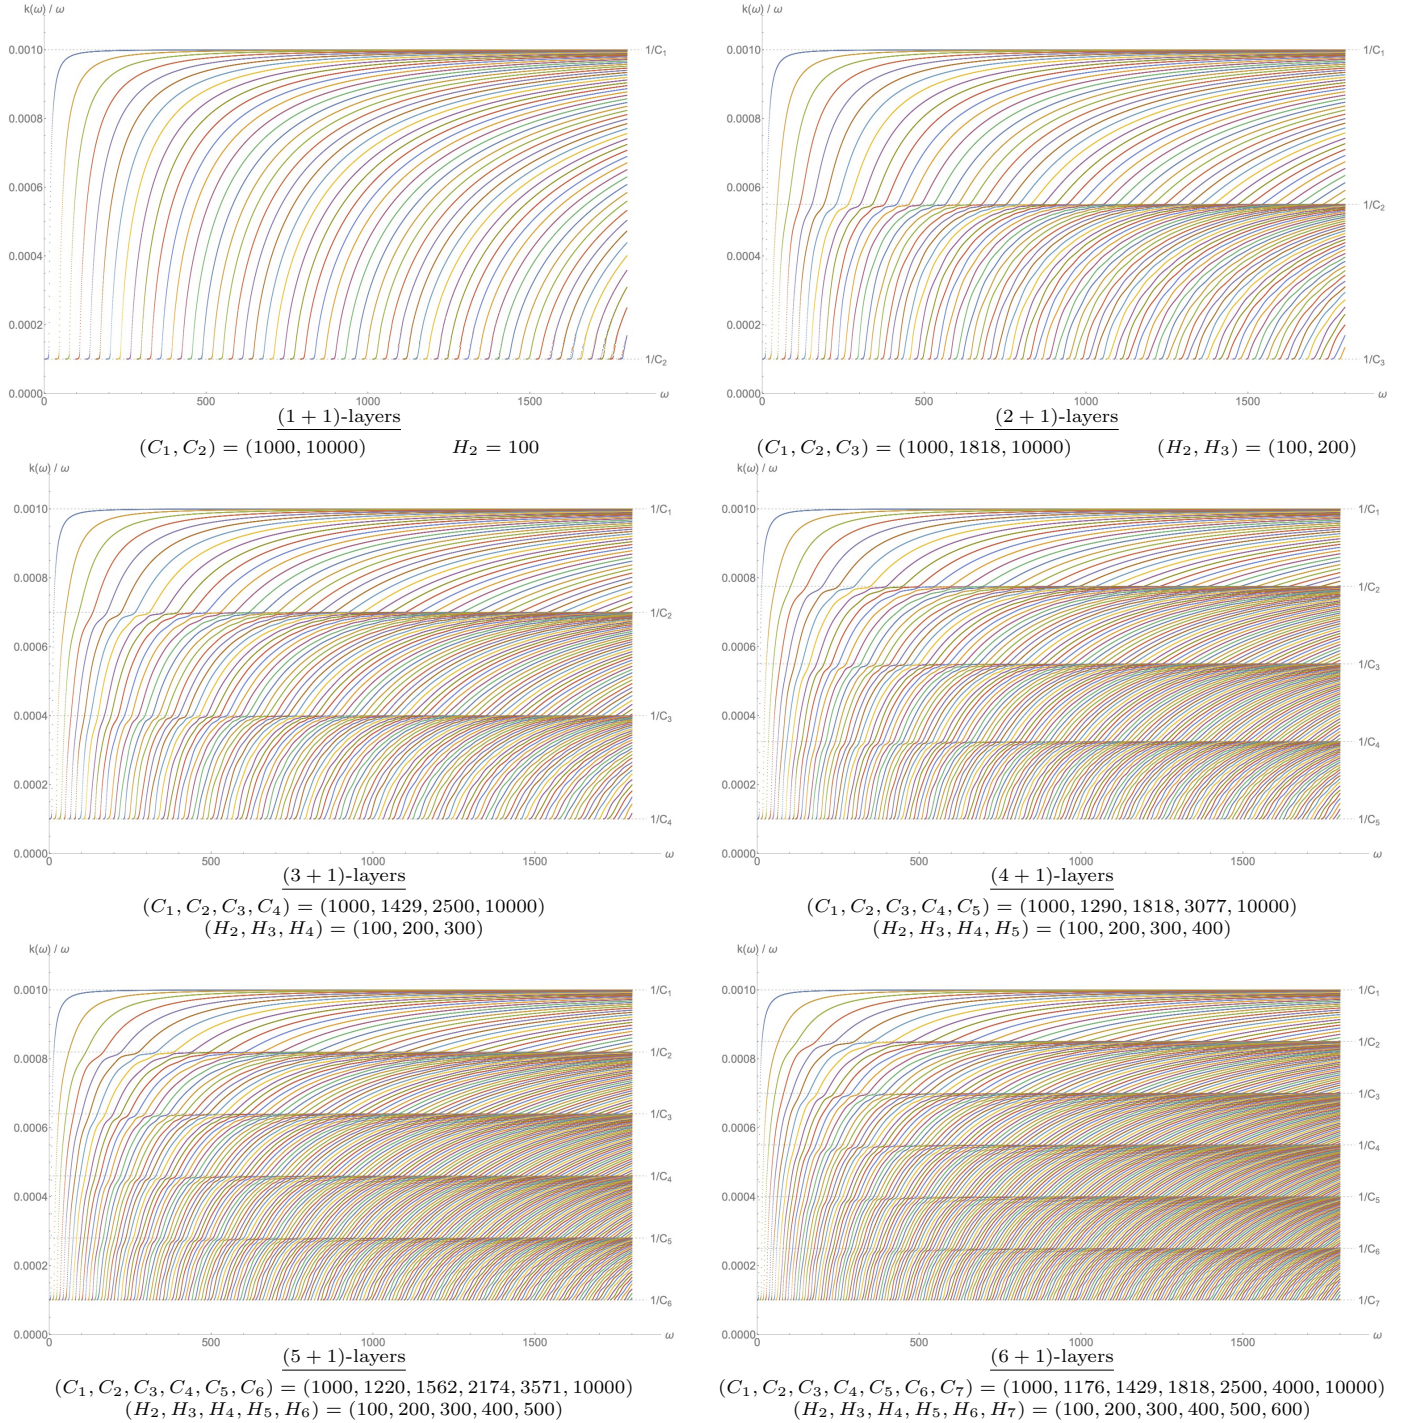 k(ω) / ω
0.0010
1/C₁
0.0008
0.0006
0.0004
0.0002
1/C₂
0.0000
0
500
1000
1500
ω
(1 + 1)-layers
(C₁, C₂) = (1000, 10000) H₂ = 100
k(ω) / ω
0.0010
1/C₁
0.0008
0.0006
1/C₂
0.0004
0.0002
1/C₃
0.0000
0
500
1000
1500
ω
(2 + 1)-layers
(C₁, C₂, C₃) = (1000, 1818, 10000) (H₂, H₃) = (100, 200)
k(ω) / ω
0.0010
1/C₁
0.0008
1/C₂
0.0006
0.0004
1/C₃
0.0002
1/C₄
0.0000
0
500
1000
1500
ω
(3 + 1)-layers
(C₁, C₂, C₃, C₄) = (1000, 1429, 2500, 10000)
(H₂, H₃, H₄) = (100, 200, 300)
k(ω) / ω
0.0010
1/C₁
0.0008
1/C₂
0.0006
1/C₃
0.0004
1/C₄
0.0002
1/C₅
0.0000
0
500
1000
1500
ω
(4 + 1)-layers
(C₁, C₂, C₃, C₄, C₅) = (1000, 1290, 1818, 3077, 10000)
(H₂, H₃, H₄, H₅) = (100, 200, 300, 400)
k(ω) / ω
0.0010
1/C₁
0.0008
1/C₂
0.0006
1/C₃
1/C₄
0.0004
1/C₅
0.0002
1/C₆
0.0000
0
500
1000
1500
ω
(5 + 1)-layers
(C₁, C₂, C₃, C₄, C₅, C₆) = (1000, 1220, 1562, 2174, 3571, 10000)
(H₂, H₃, H₄, H₅, H₆) = (100, 200, 300, 400, 500)
k(ω) / ω
0.0010
1/C₁
1/C₂
0.0008
1/C₃
0.0006
1/C₄
0.0004
1/C₅
1/C₆
0.0002
1/C₇
0.0000
0
500
1000
1500
ω
(6 + 1)-layers
(C₁, C₂, C₃, C₄, C₅, C₆, C₇) = (1000, 1176, 1429, 1818, 2500, 4000, 10000)
(H₂, H₃, H₄, H₅, H₆, H₇) = (100, 200, 300, 400, 500, 600)